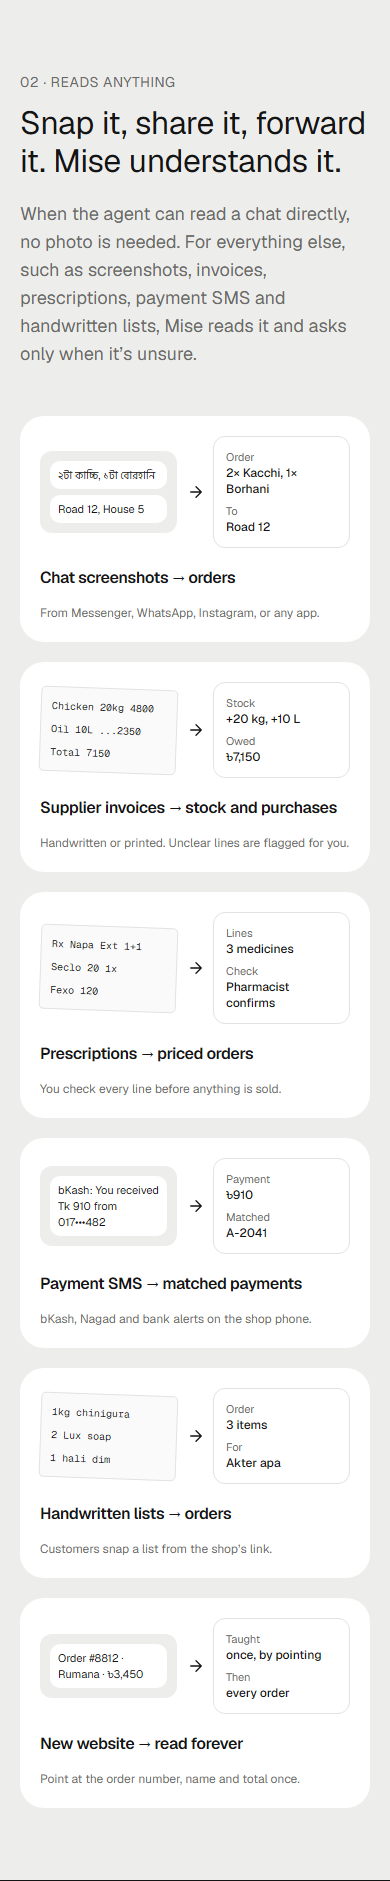 02 · READS ANYTHING
Snap it, share it, forward
it. Mise understands it.
When the agent can read a chat directly,
no photo is needed. For everything else,
such as screenshots, invoices,
prescriptions, payment SMS and
handwritten lists, Mise reads it and asks
only when it’s unsure.
২টা কাচ্চি, ১টা বোরহানি
Road 12, House 5
→
Order
2× Kacchi, 1×
Borhani
To
Road 12
Chat screenshots → orders
From Messenger, WhatsApp, Instagram, or any app.
Chicken 20kg 4800
Oil 10L ...2350
Total 7150
→
Stock
+20 kg, +10 L
Owed
৳7,150
Supplier invoices → stock and purchases
Handwritten or printed. Unclear lines are flagged for you.
Rx Napa Ext 1+1
Seclo 20 1x
Fexo 120
→
Lines
3 medicines
Check
Pharmacist
confirms
Prescriptions → priced orders
You check every line before anything is sold.
bKash: You received
Tk 910 from
017•••482
→
Payment
৳910
Matched
A-2041
Payment SMS → matched payments
bKash, Nagad and bank alerts on the shop phone.
1kg chinigura
2 Lux soap
1 hali dim
→
Order
3 items
For
Akter apa
Handwritten lists → orders
Customers snap a list from the shop’s link.
Order #8812 ·
Rumana · ৳3,450
→
Taught
once, by pointing
Then
every order
New website → read forever
Point at the order number, name and total once.